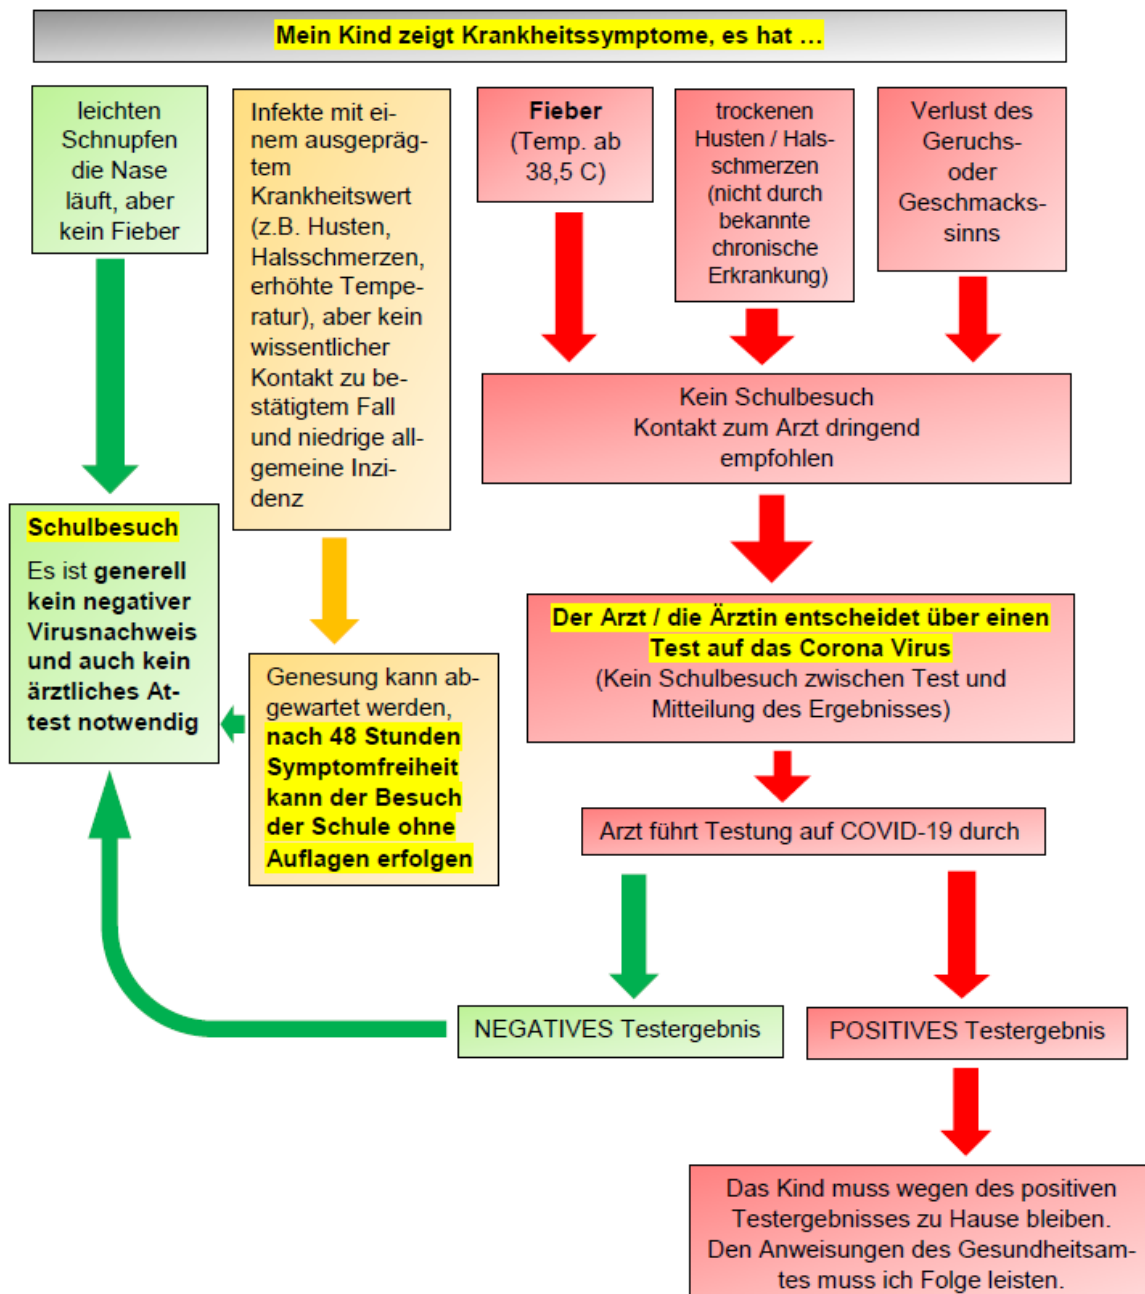 Mein Kind zeigt Krankheitssymptome, es hat …
leichten
Schnupfen
die Nase
läuft, aber
kein Fieber
Infekte mit ei-
nem ausgepräg-
tem
Krankheitswert
(z.B. Husten,
Halsschmerzen,
erhöhte Tempe-
ratur), aber kein
wissentlicher
Kontakt zu be-
stätigtem Fall
und niedrige all-
gemeine Inzi-
denz
Fieber
(Temp. ab
38,5 C)
trockenen
Husten / Hals-
schmerzen
(nicht durch
bekannte
chronische
Erkrankung)
Verlust des
Geruchs-
oder
Geschmacks-
sinns
Kein Schulbesuch
Kontakt zum Arzt dringend
empfohlen
Schulbesuch
Es ist generell
kein negativer
Virusnachweis
und auch kein
ärztliches At-
test notwendig
Genesung kann ab-
gewartet werden,
nach 48 Stunden
Symptomfreiheit
kann der Besuch
der Schule ohne
Auflagen erfolgen
Der Arzt / die Ärztin entscheidet über einen
Test auf das Corona Virus
(Kein Schulbesuch zwischen Test und
Mitteilung des Ergebnisses)
Arzt führt Testung auf COVID-19 durch
NEGATIVES Testergebnis
POSITIVES Testergebnis
Das Kind muss wegen des positiven
Testergebnisses zu Hause bleiben.
Den Anweisungen des Gesundheitsam-
tes muss ich Folge leisten.